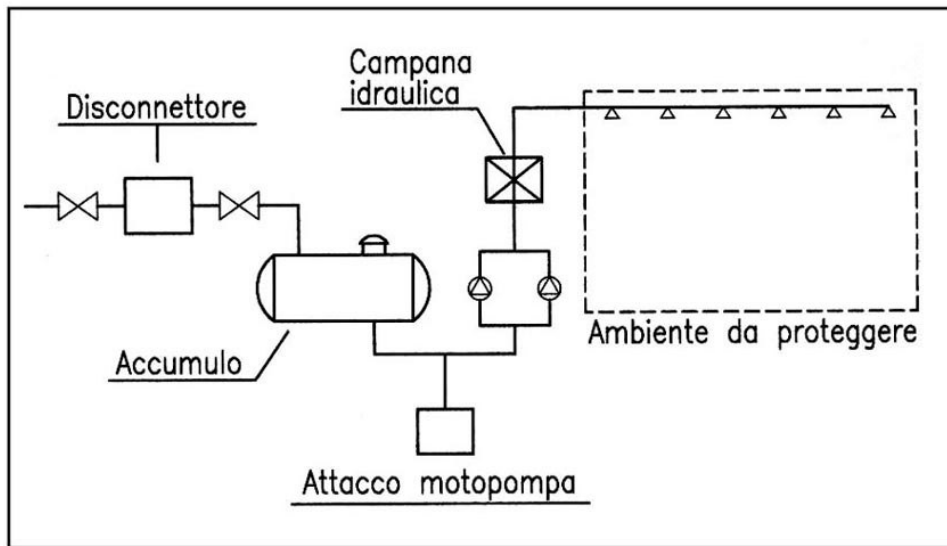 Campana
idraulica
Disconnettore
Ambiente da proteggere
Accumulo
Attacco motopompa